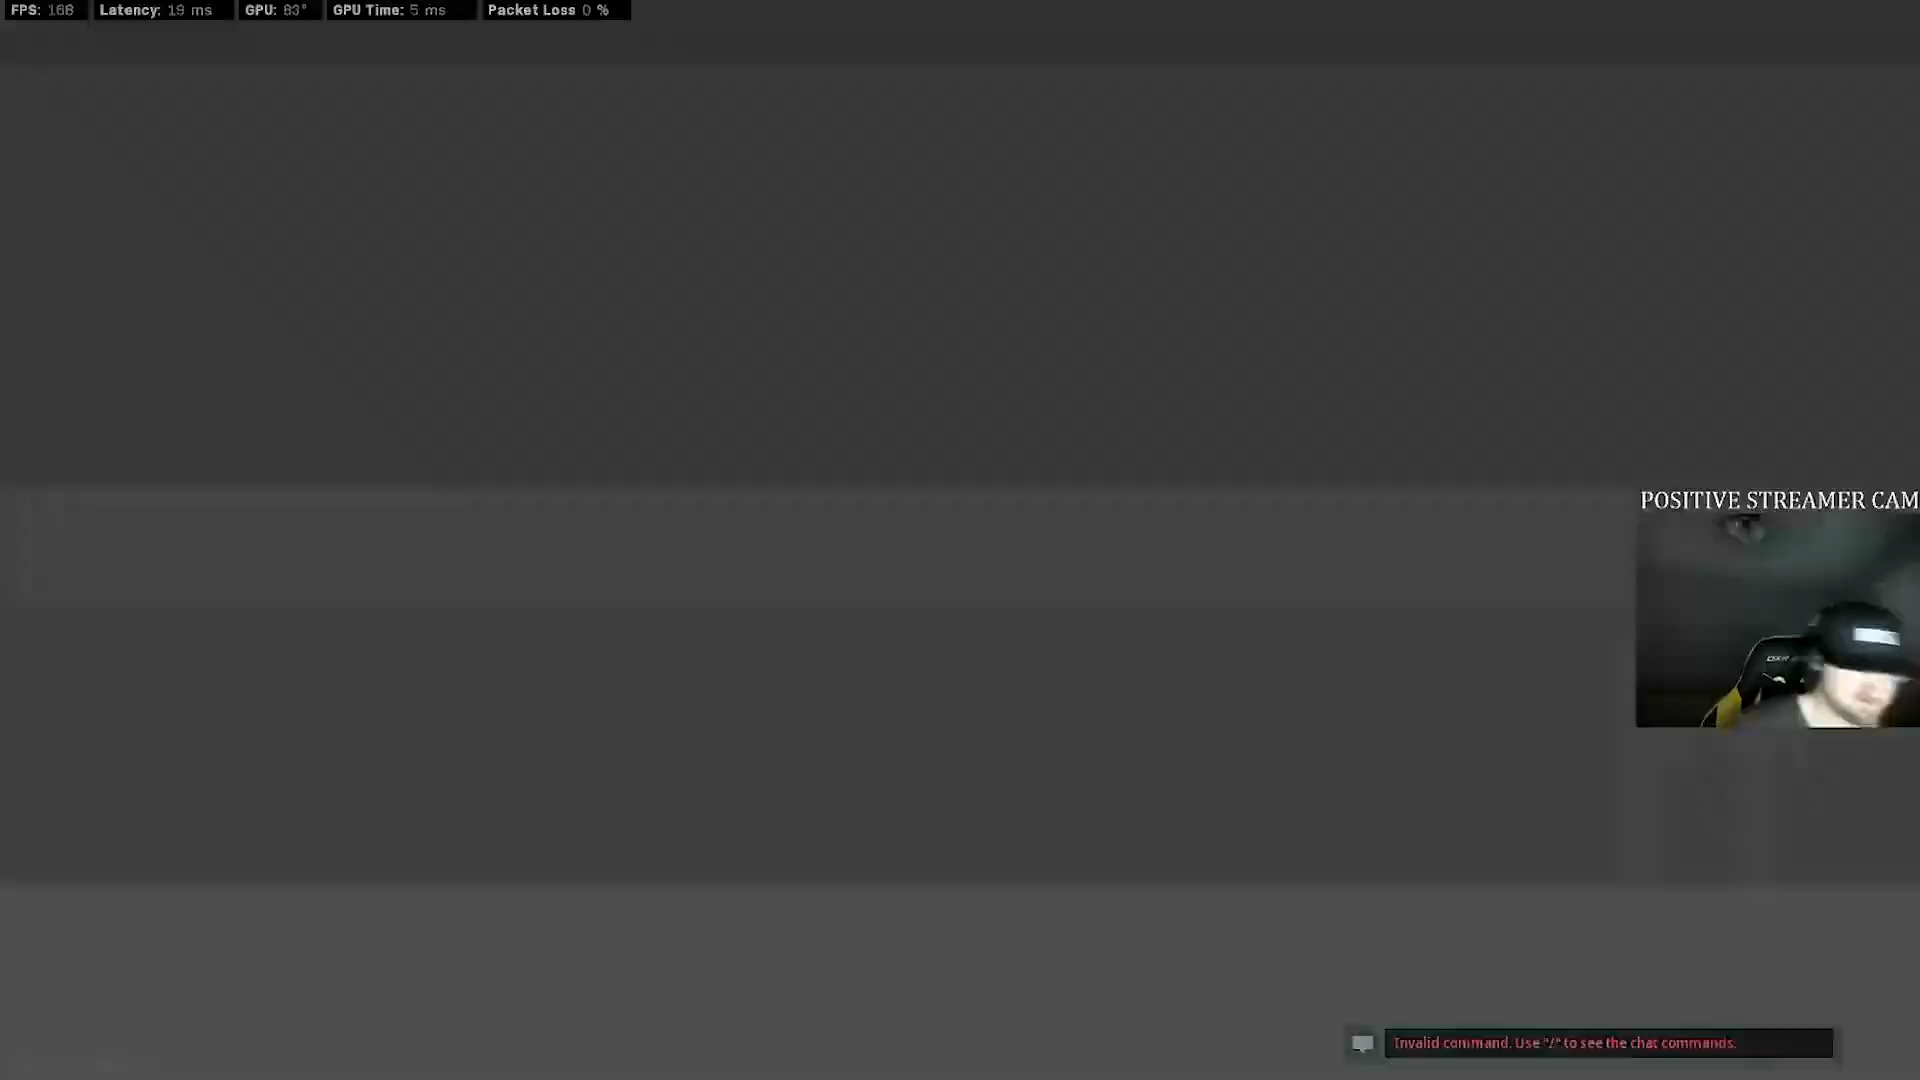 FPS: 168 Latency: 19 ms GPU: 83° GPU Time: 5 ms Packet Loss 0 %
POSITIVE STREAMER CAM
DXR
Invalid command. Use "/" to see the chat commands.